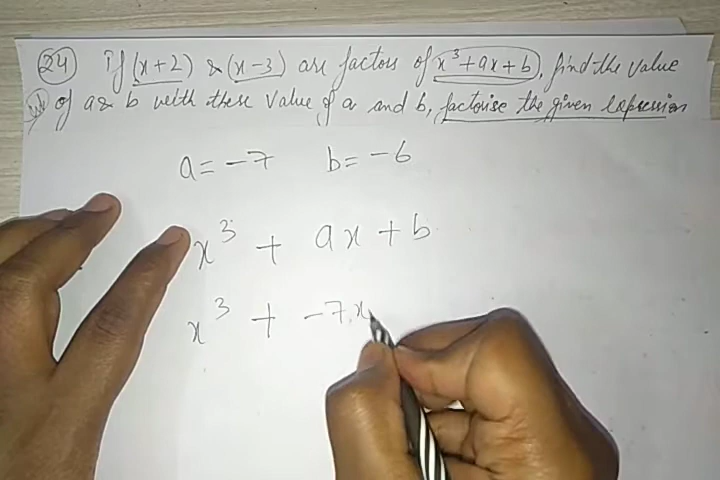 24 If (x+2) & (x-3) are factors of x³+ax+b, find the value
of a & b with these value of a and b, factorise the given expression
a = -7 b = -6
x³ + ax + b
x³ + -7x